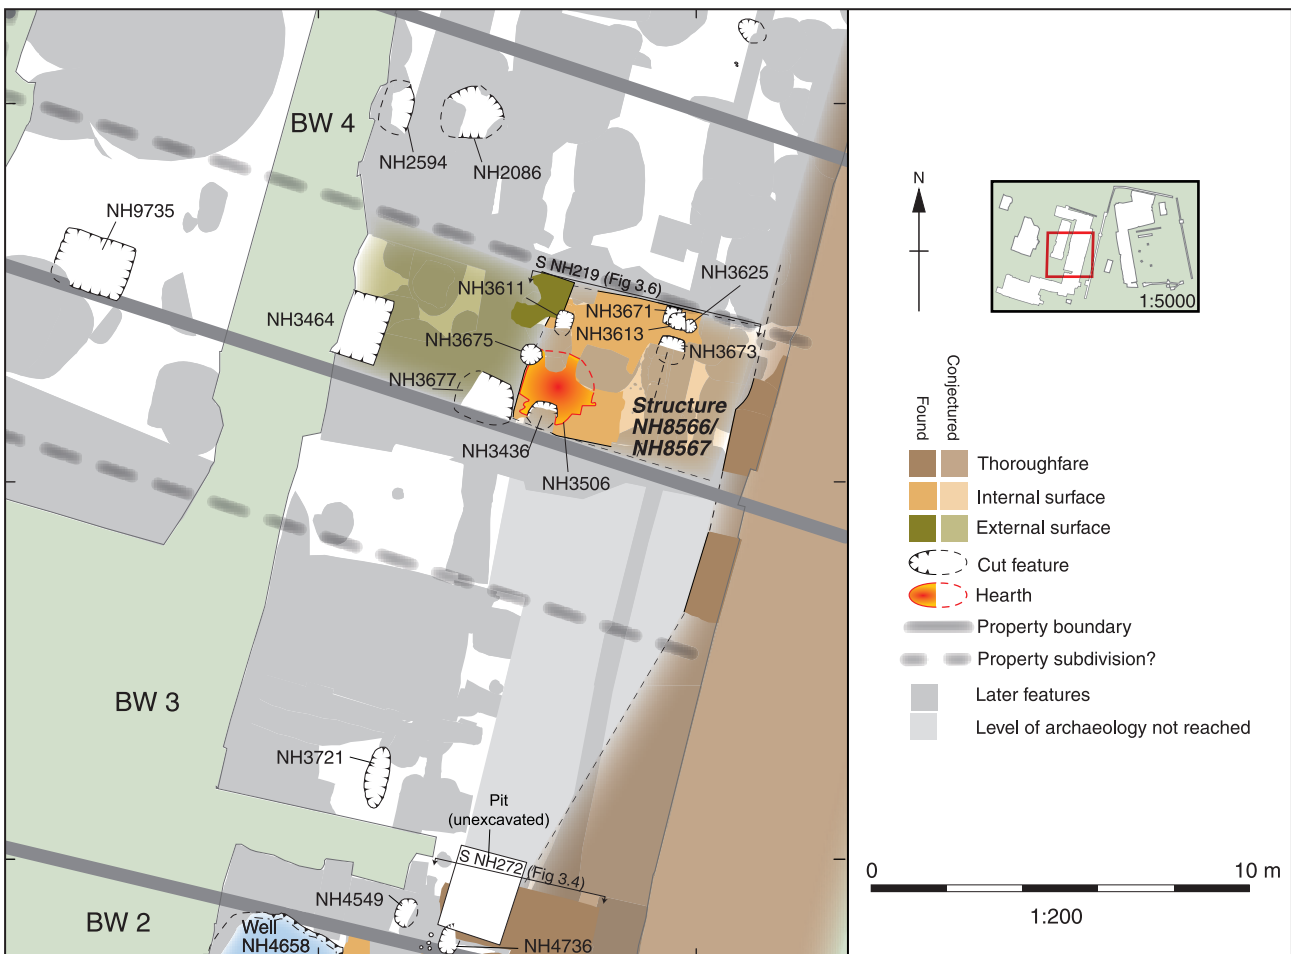 BW 4
NH2594
NH2086
NH9735
S NH219 (Fig 3.6)
NH3625
NH3611
NH3671
NH3464
NH3613
NH3675
NH3673
NH3677
Structure
NH8566/
NH8567
NH3436
NH3506
BW 3
NH3721
Pit
(unexcavated)
S NH272 (Fig 3.4)
NH4549
BW 2
Well
NH4658
NH4736
N
1:5000
Found
Conjectured
Thoroughfare
Internal surface
External surface
Cut feature
Hearth
Property boundary
Property subdivision?
Later features
Level of archaeology not reached
0 10 m
1:200